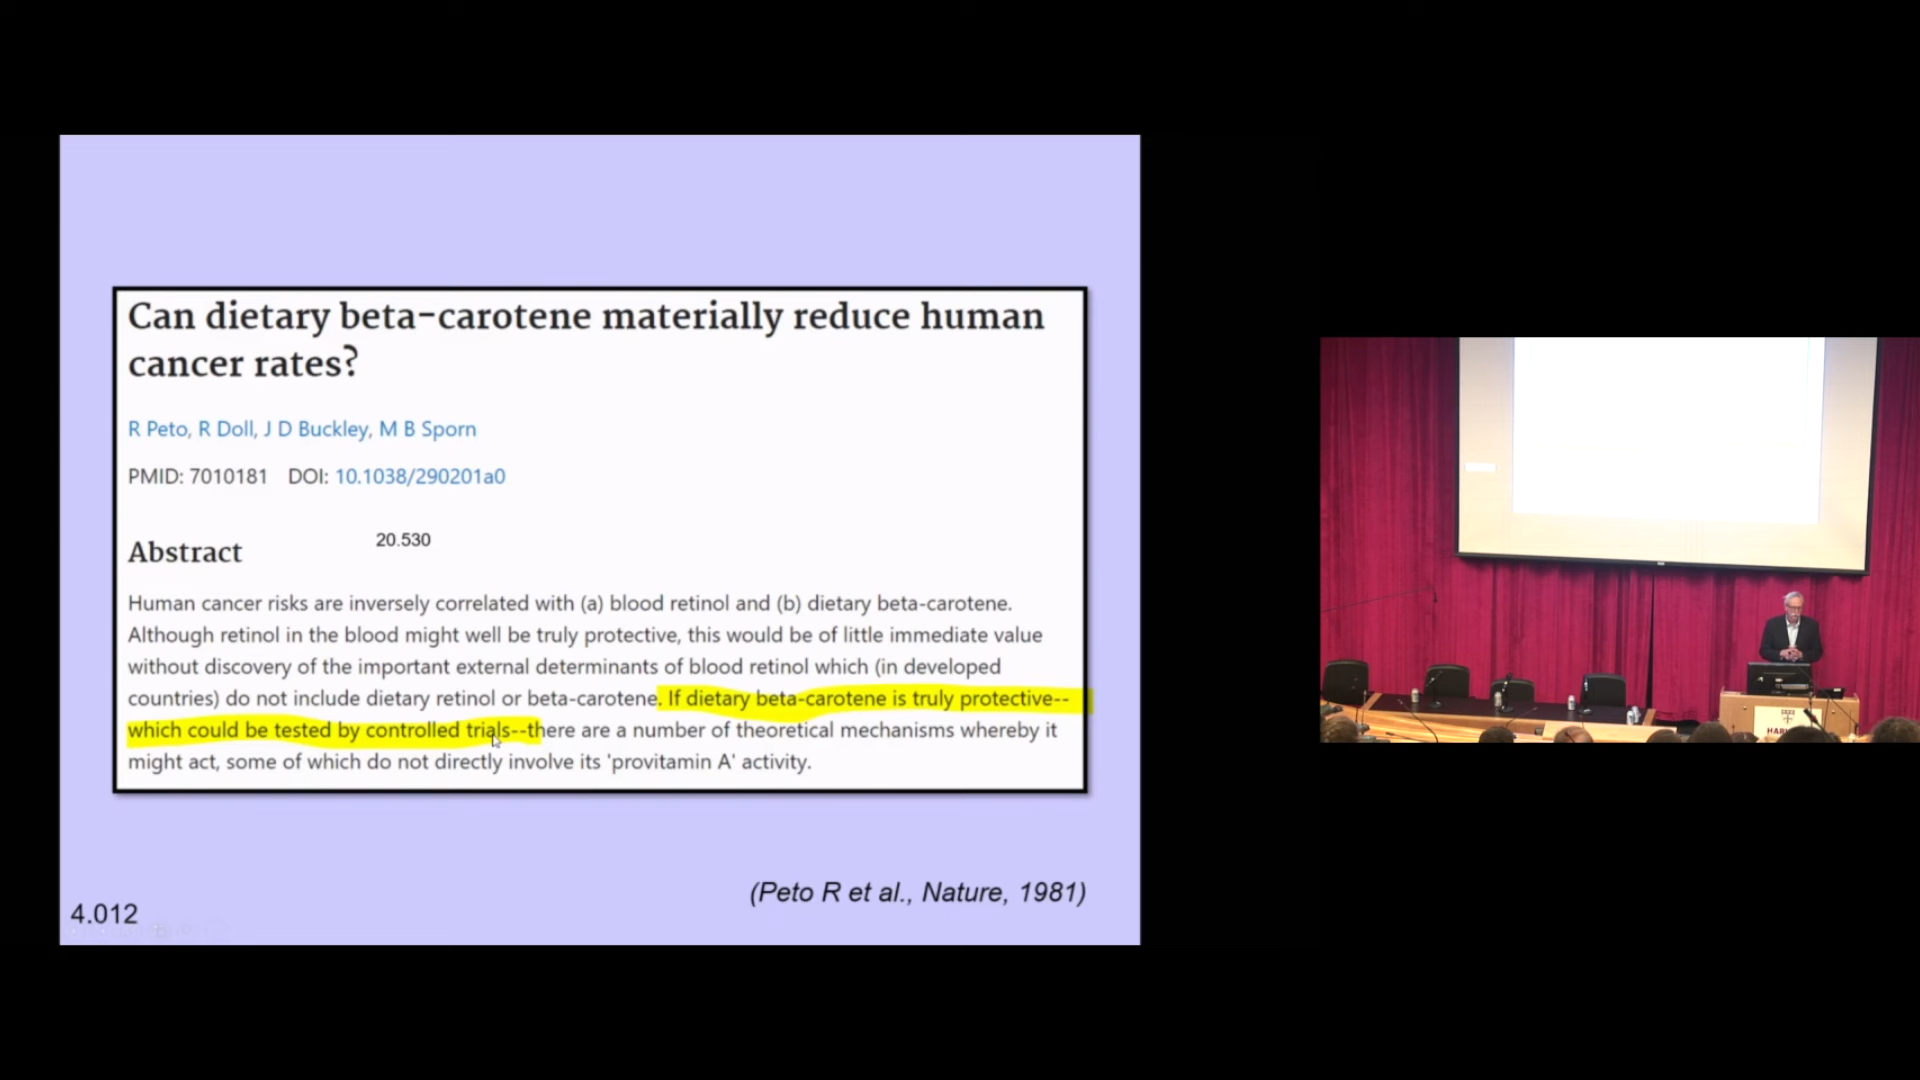 Can dietary beta-carotene materially reduce human
cancer rates?
R Peto, R Doll, J D Buckley, M B Sporn
PMID: 7010181 DOI: 10.1038/290201a0
20.530
Abstract
Human cancer risks are inversely correlated with (a) blood retinol and (b) dietary beta-carotene.
Although retinol in the blood might well be truly protective, this would be of little immediate value
without discovery of the important external determinants of blood retinol which (in developed
countries) do not include dietary retinol or beta-carotene. If dietary beta-carotene is truly protective--
which could be tested by controlled trials--there are a number of theoretical mechanisms whereby it
might act, some of which do not directly involve its 'provitamin A' activity.
(Peto R et al., Nature, 1981)
4.012